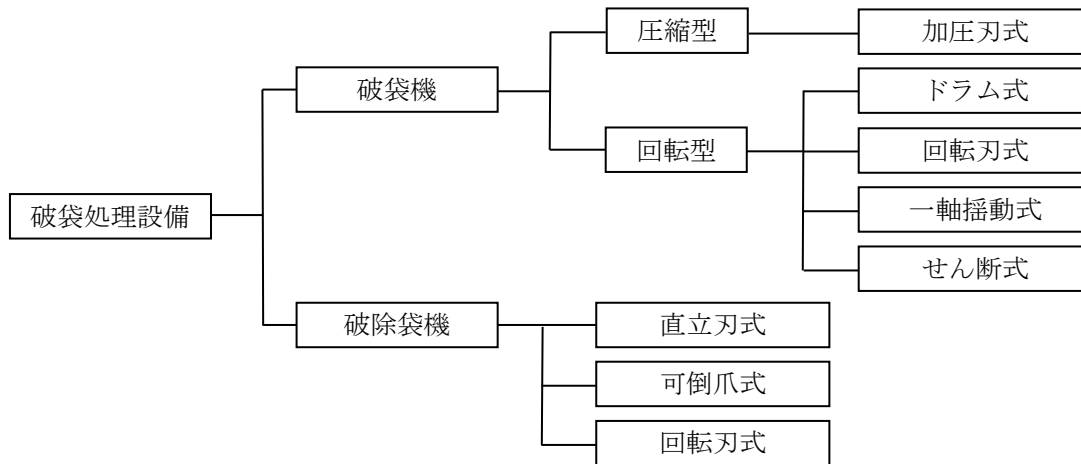 圧縮型
加圧刃式
破袋機
ドラム式
回転型
回転刃式
破袋処理設備
一軸揺動式
せん断式
破除袋機
直立刃式
可倒爪式
回転刃式